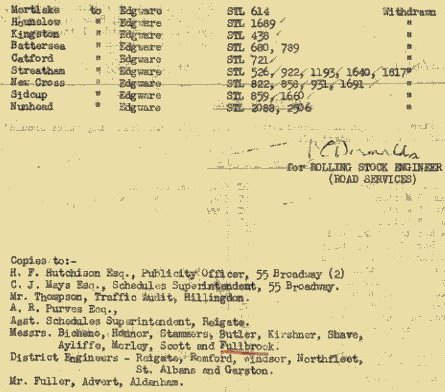 Mortlake to Edgware STL 614 Withdrawn
Hounslow " Edgware STL 1689 "
Kingston " Edgware STL 438 "
Battersea " Edgware STL 680, 789 "
Catford " Edgware STL 721 "
Streatham " Edgware STL 526, 922, 1193, 1640, 1817 "
New Cross " Edgware STL 822, 858, 931, 1691 "
Sidcup " Edgware STL 859, 1660 "
Nunhead " Edgware STL 2088, 2506 "
for ROLLING STOCK ENGINEER
(ROAD SERVICES)
Copies to:-
H. F. Hutchison Esq., Publicity Officer, 55 Broadway (2)
C. J. Mays Esq., Schedules Superintendent, 55 Broadway.
Mr. Thompson, Traffic Audit, Hillingdon.
A. R. Purves Esq.,
Asst. Schedules Superintendent, Reigate.
Messrs. Bichene, Honnor, Stammers, Butler, Kirshner, Shave,
Ayliffe, Morley, Scott and Fullbrook.
District Engineers - Reigate, Romford, Windsor, Northfleet,
St. Albans and Garston.
Mr. Fuller, Advert, Aldenham.